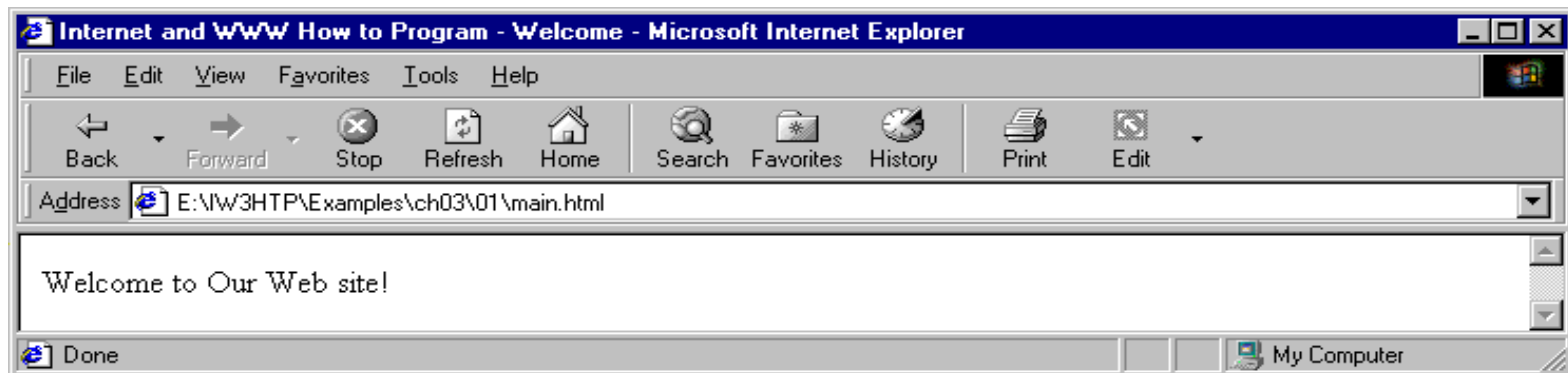 Internet and WWW How to Program - Welcome - Microsoft Internet Explorer
File Edit View Favorites Tools Help
Back Forward Stop Refresh Home Search Favorites History Print Edit
Address E:\IW3HTP\Examples\ch03\01\main.html
Welcome to Our Web site!
Done My Computer